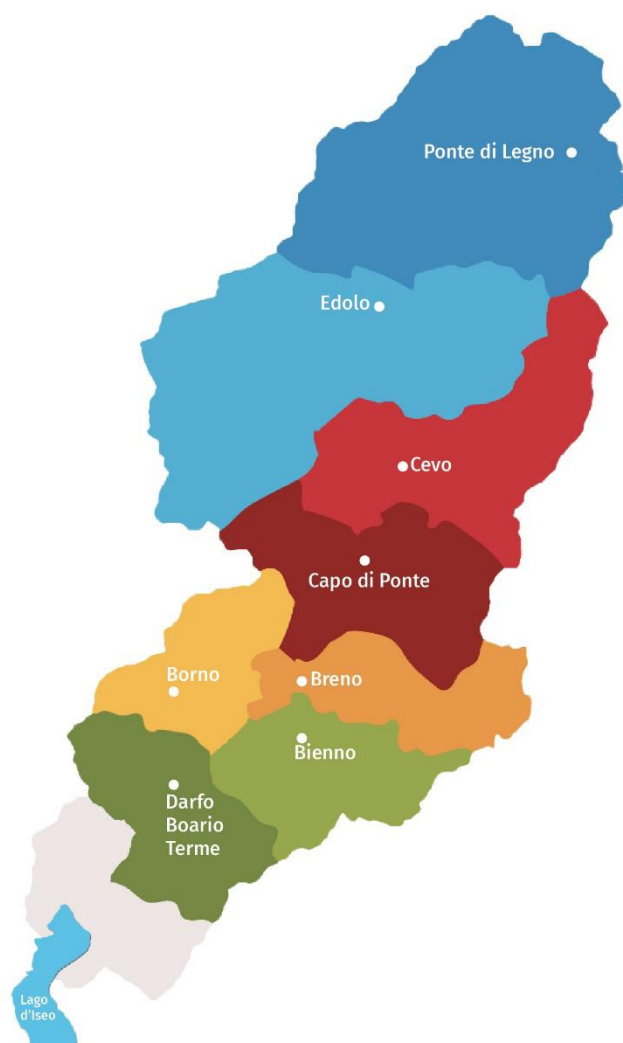 Ponte di Legno
Edolo
Cevo
Capo di Ponte
Borno
Breno
Bienno
Darfo
Boario
Terme
Lago
d'Iseo